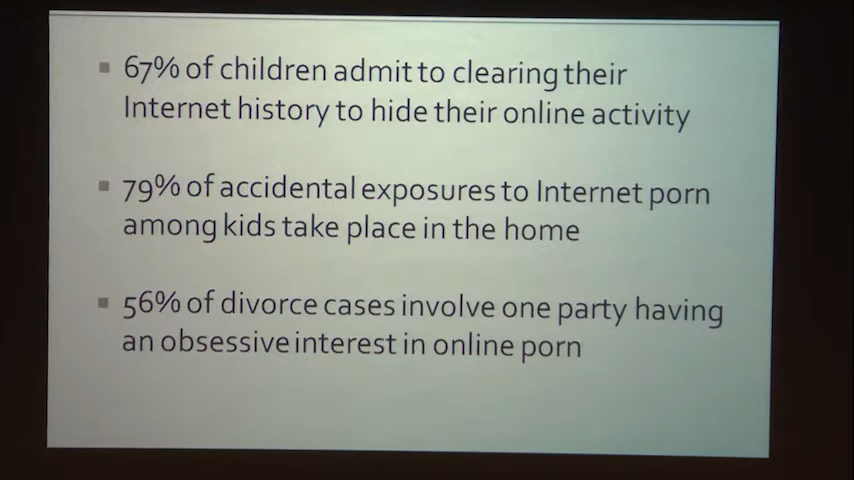 67% of children admit to clearing their
Internet history to hide their online activity
79% of accidental exposures to Internet porn
among kids take place in the home
56% of divorce cases involve one party having
an obsessive interest in online porn